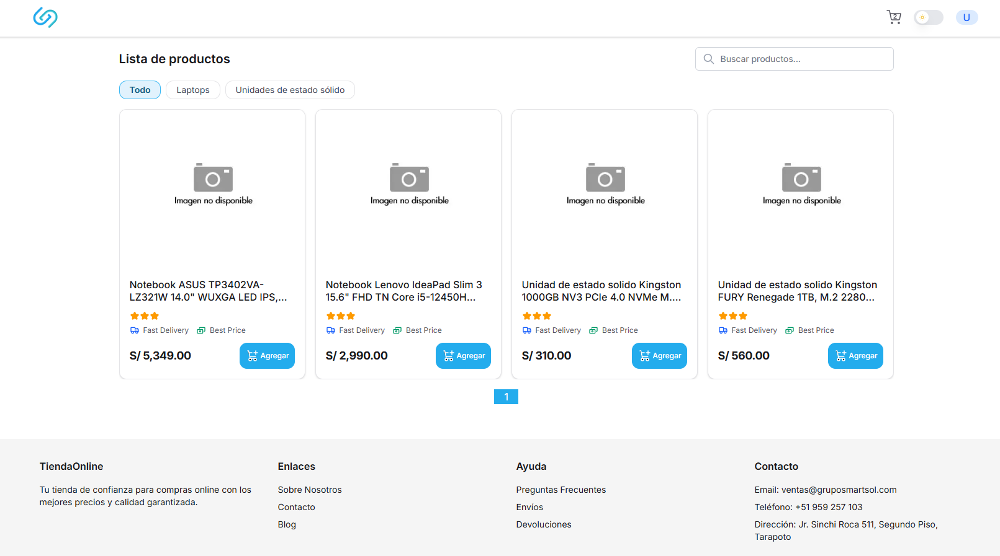 2
U
Lista de productos
Buscar productos...
Todo
Laptops
Unidades de estado sólido
Imagen no disponible
Imagen no disponible
Imagen no disponible
Imagen no disponible
Notebook ASUS TP3402VA-
LZ321W 14.0" WUXGA LED IPS,...
Fast Delivery
Best Price
S/ 5,349.00
Agregar
Notebook Lenovo IdeaPad Slim 3
15.6" FHD TN Core i5-12450H...
Fast Delivery
Best Price
S/ 2,990.00
Agregar
Unidad de estado solido Kingston
1000GB NV3 PCIe 4.0 NVMe M....
Fast Delivery
Best Price
S/ 310.00
Agregar
Unidad de estado solido Kingston
FURY Renegade 1TB, M.2 2280...
Fast Delivery
Best Price
S/ 560.00
Agregar
1
TiendaOnline
Tu tienda de confianza para compras online con los
mejores precios y calidad garantizada.
Enlaces
Sobre Nosotros
Contacto
Blog
Ayuda
Preguntas Frecuentes
Envíos
Devoluciones
Contacto
Email: ventas@gruposmartsol.com
Teléfono: +51 959 257 103
Dirección: Jr. Sinchi Roca 511, Segundo Piso,
Tarapoto